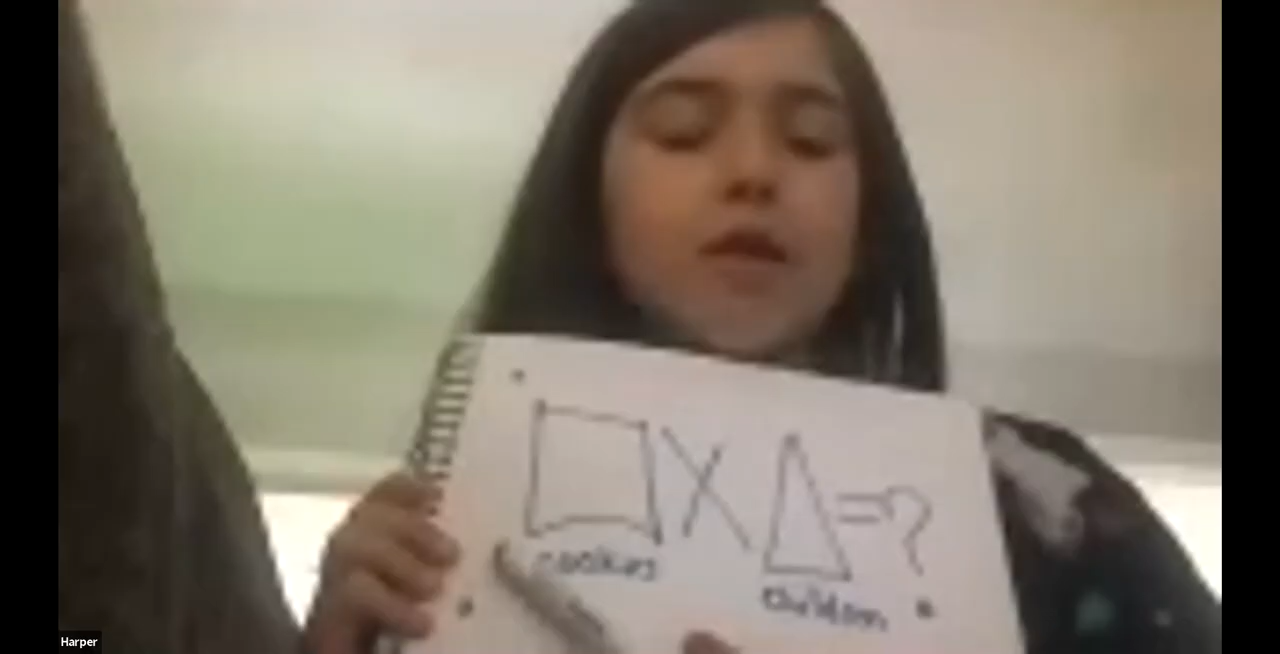 □ X △ = ?
cookies children
Harper